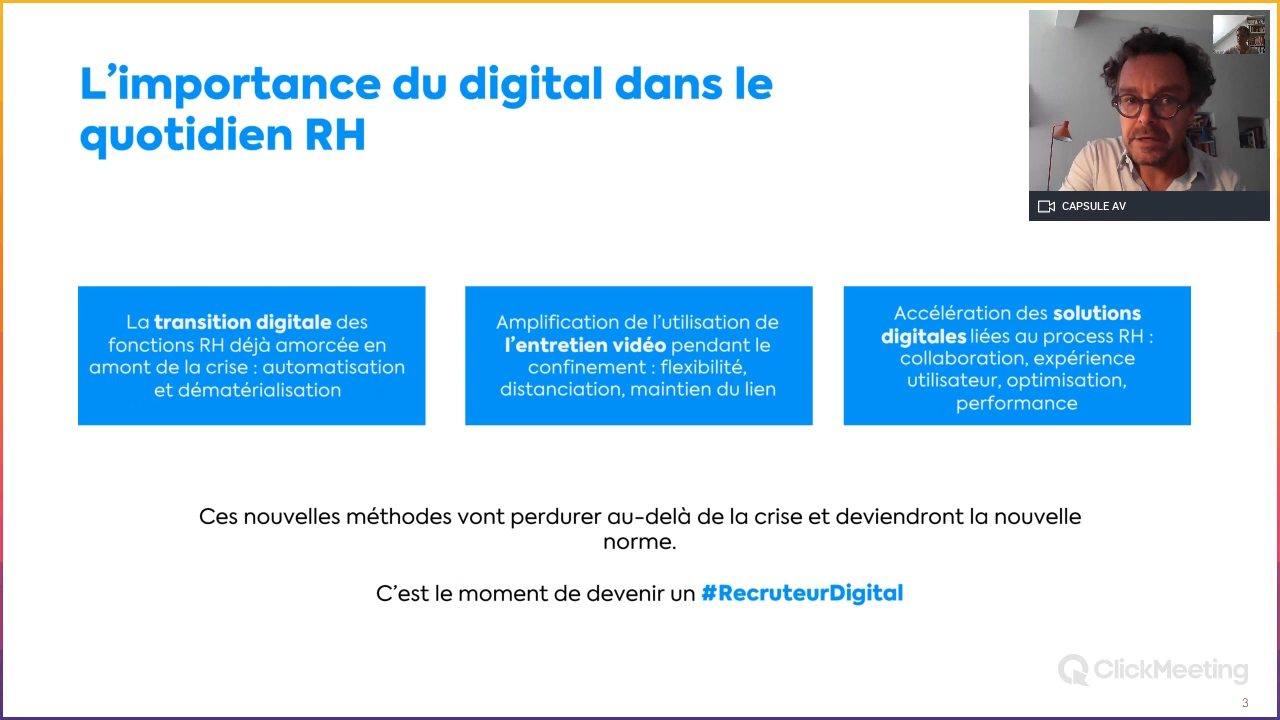 L’importance du digital dans le
quotidien RH
CAPSULE AV
La transition digitale des
fonctions RH déjà amorcée en
amont de la crise : automatisation
et dématérialisation
Amplification de l’utilisation de
l’entretien vidéo pendant le
confinement : flexibilité,
distanciation, maintien du lien
Accélération des solutions
digitales liées au process RH :
collaboration, expérience
utilisateur, optimisation,
performance
Ces nouvelles méthodes vont perdurer au-delà de la crise et deviendront la nouvelle
norme.
C’est le moment de devenir un #RecruteurDigital
ClickMeeting
3